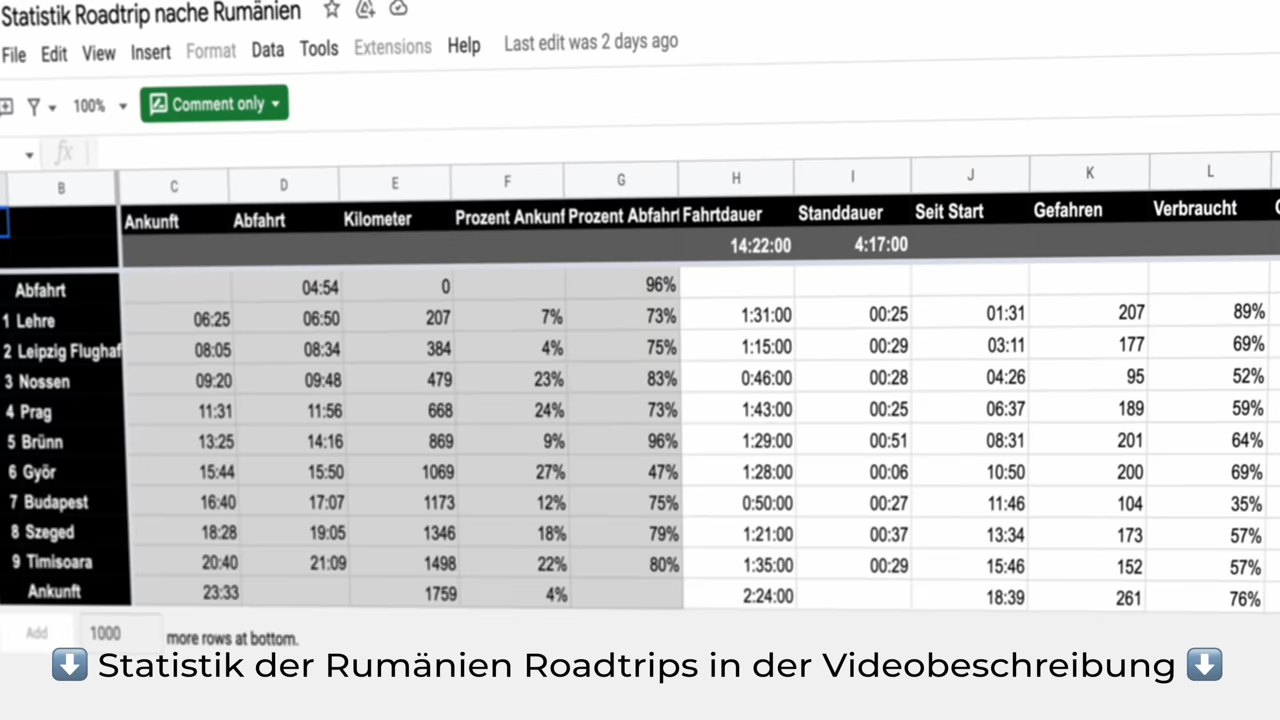 Statistik Roadtrip nache Rumänien
File Edit View Insert Format Data Tools Extensions Help Last edit was 2 days ago
100% Comment only
fx
B C D E F G H I J K L
Ankunft Abfahrt Kilometer Prozent Ankunf Prozent Abfahrt Fahrtdauer Standdauer Seit Start Gefahren Verbraucht
14:22:00 4:17:00
Abfahrt 04:54 0 96%
1 Lehre 06:25 06:50 207 7% 73% 1:31:00 00:25 01:31 207 89%
2 Leipzig Flughaf 08:05 08:34 384 4% 75% 1:15:00 00:29 03:11 177 69%
3 Nossen 09:20 09:48 479 23% 83% 0:46:00 00:28 04:26 95 52%
4 Prag 11:31 11:56 668 24% 73% 1:43:00 00:25 06:37 189 59%
5 Brünn 13:25 14:16 869 9% 96% 1:29:00 00:51 08:31 201 64%
6 Györ 15:44 15:50 1069 27% 47% 1:28:00 00:06 10:50 200 69%
7 Budapest 16:40 17:07 1173 12% 75% 0:50:00 00:27 11:46 104 35%
8 Szeged 18:28 19:05 1346 18% 79% 1:21:00 00:37 13:34 173 57%
9 Timisoara 20:40 21:09 1498 22% 80% 1:35:00 00:29 15:46 152 57%
Ankunft 23:33 1759 4% 2:24:00 18:39 261 76%
Add 1000 more rows at bottom.
Statistik der Rumänien Roadtrips in der Videobeschreibung